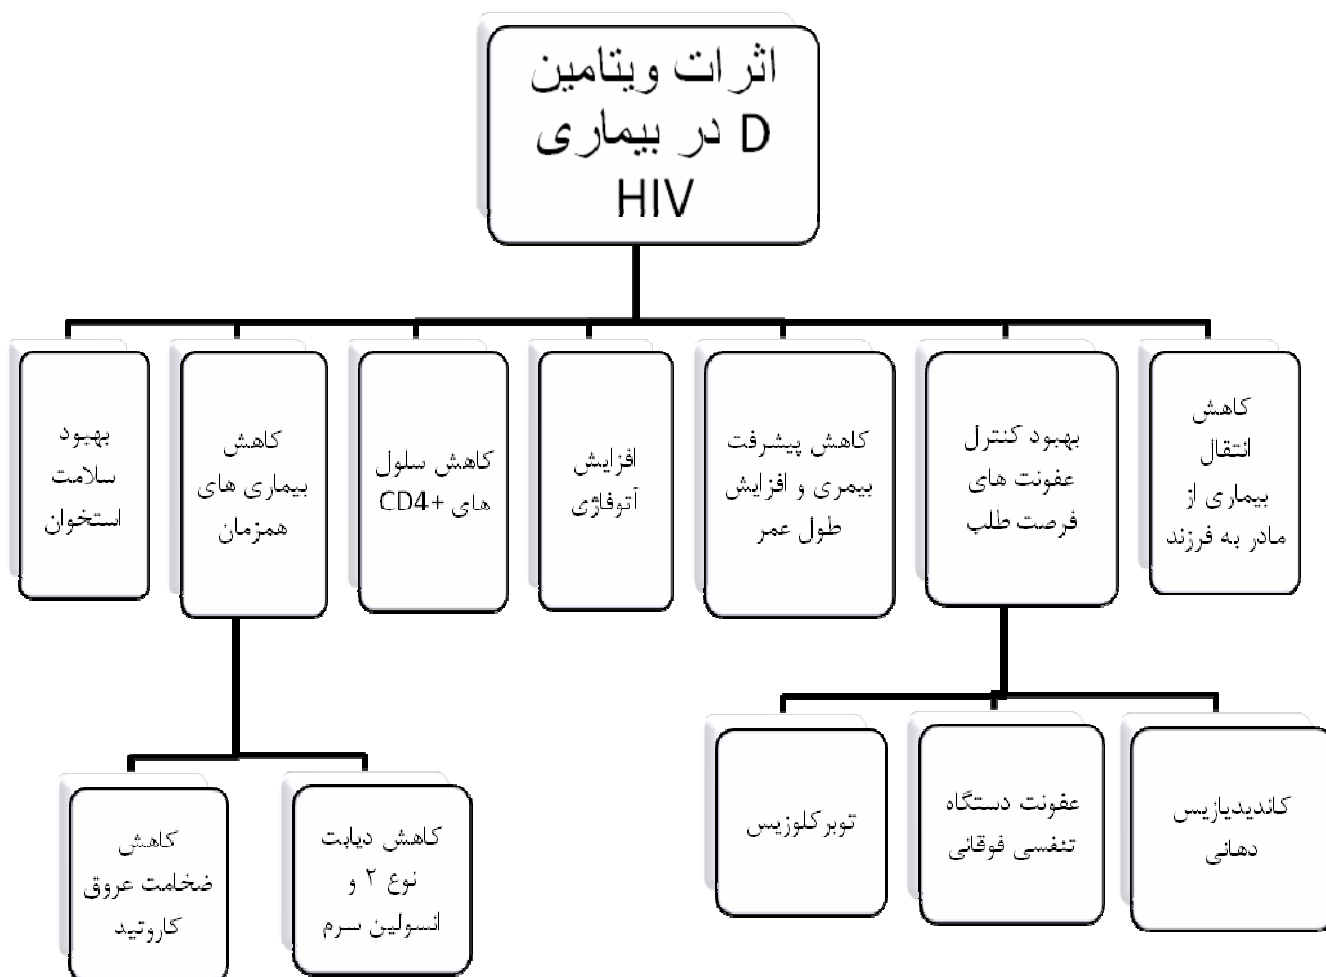 اثرات ویتامین
D در بیماری
HIV
کاهش
انتقال
بیماری از
مادر به فرزند
بهبود کنترل
عفونت های
فرصت طلب
کاهش پیشرفت
بیمری و افزایش
طول عمر
افزایش
آتوفاژی
کاهش سلول
های CD4+
کاهش
بیماری های
همزمان
بهبود
سلامت
استخوان
کاندیدیازیس
دهانی
عفونت دستگاه
تنفسی فوقانی
توبرکلوزیس
کاهش دیابت
نوع ۲ و
انسولین سرم
کاهش
ضخامت عروق
کاروتید